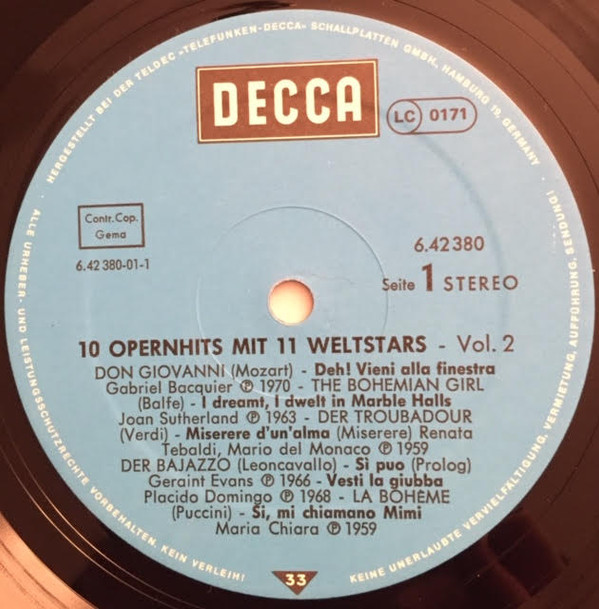 HERGESTELLT BEI DER TELDEC »TELEFUNKEN-DECCA« SCHALLPLATTEN GMBH, HAMBURG 19, GERMANY
DECCA
LC 0171
Contr. Cop.
Gema
6.42 380-01-1
6.42 380
Seite 1 STEREO
10 OPERNHITS MIT 11 WELTSTARS - Vol. 2
DON GIOVANNI (Mozart) - Deh! Vieni alla finestra
Gabriel Bacquier ℗ 1970 - THE BOHEMIAN GIRL
(Balfe) - I dreamt, I dwelt in Marble Halls
Joan Sutherland ℗ 1963 - DER TROUBADOUR
(Verdi) - Miserere d'un'alma (Miserere) Renata
Tebaldi, Mario del Monaco ℗ 1959
DER BAJAZZO (Leoncavallo) - Sì puo (Prolog)
Geraint Evans ℗ 1966 - Vesti la giubba
Placido Domingo ℗ 1968 - LA BOHÈME
(Puccini) - Si, mi chiamano Mimi
Maria Chiara ℗ 1959
33
ALLE URHEBER- UND LEISTUNGSSCHUTZRECHTE VORBEHALTEN. KEIN VERLEIH!
KEINE UNERLAUBTE VERVIELFÄLTIGUNG, VERMIETUNG, AUFFÜHRUNG, SENDUNG!